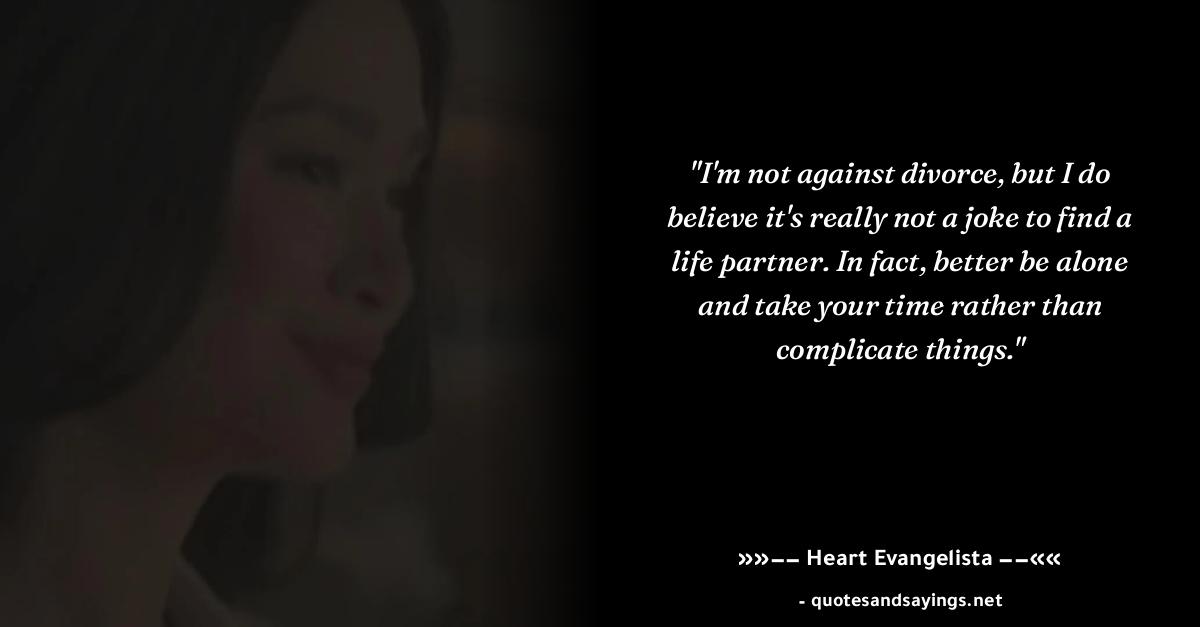 "I'm not against divorce, but I do
believe it's really not a joke to find a
life partner. In fact, better be alone
and take your time rather than
complicate things."
»»−− Heart Evangelista −−««
- quotesandsayings.net